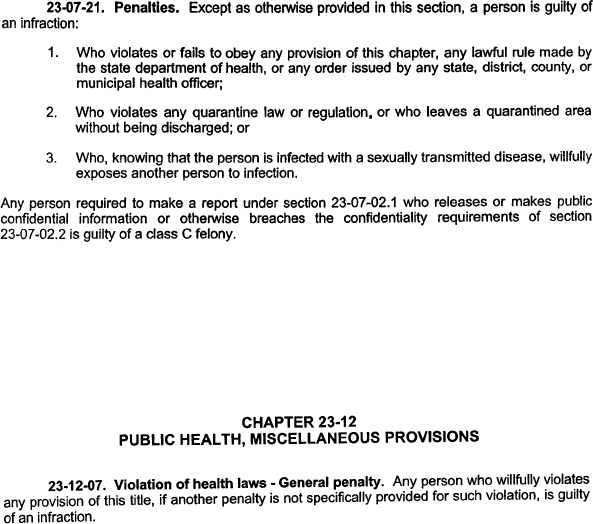 23-07-21. Penalties. Except as otherwise provided in this section, a person is guilty of
an infraction:
1. Who violates or fails to obey any provision of this chapter, any lawful rule made by
the state department of health, or any order issued by any state, district, county, or
municipal health officer;
2. Who violates any quarantine law or regulation, or who leaves a quarantined area
without being discharged; or
3. Who, knowing that the person is infected with a sexually transmitted disease, willfully
exposes another person to infection.
Any person required to make a report under section 23-07-02.1 who releases or makes public
confidential information or otherwise breaches the confidentiality requirements of section
23-07-02.2 is guilty of a class C felony.
CHAPTER 23-12
PUBLIC HEALTH, MISCELLANEOUS PROVISIONS
23-12-07. Violation of health laws - General penalty. Any person who willfully violates
any provision of this title, if another penalty is not specifically provided for such violation, is guilty
of an infraction.